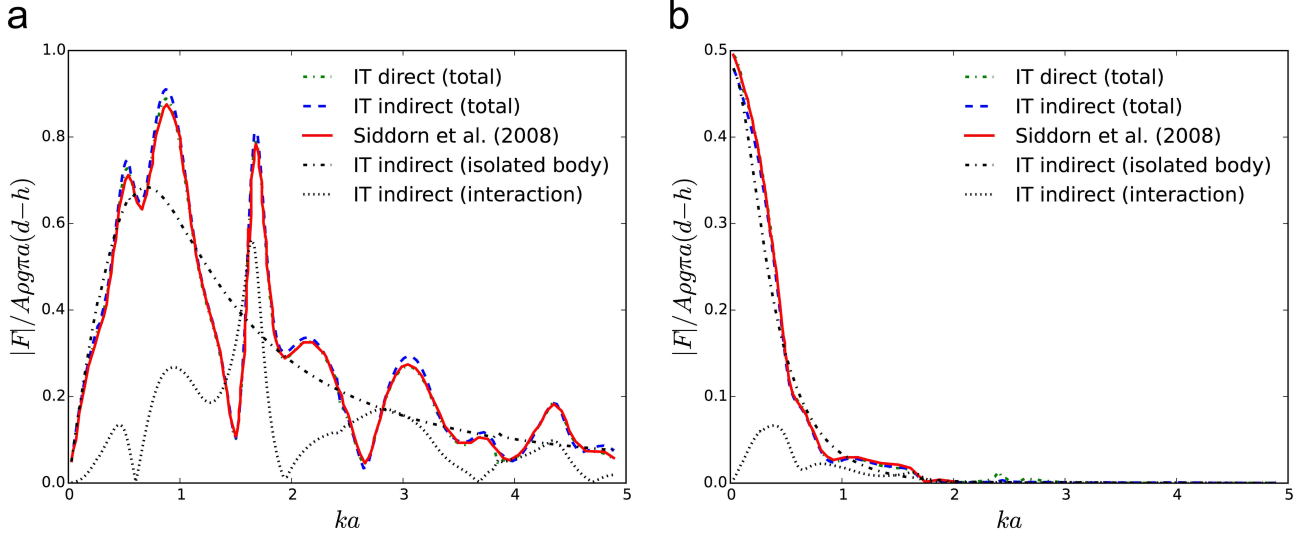 a
1.0
0.8
0.6
0.4
0.2
0.0
0
1
2
3
4
5
|F|/Aρgπa(d−h)
ka
IT direct (total)
IT indirect (total)
Siddorn et al. (2008)
IT indirect (isolated body)
IT indirect (interaction)
b
0.5
0.4
0.3
0.2
0.1
0.0
0
1
2
3
4
5
|F|/Aρgπa(d−h)
ka
IT direct (total)
IT indirect (total)
Siddorn et al. (2008)
IT indirect (isolated body)
IT indirect (interaction)